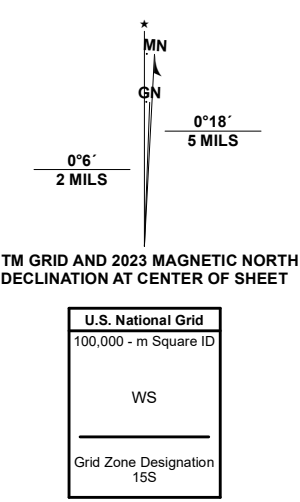 ★
MN
GN
0°18´
5 MILS
0°6´
2 MILS
TM GRID AND 2023 MAGNETIC NORTH
DECLINATION AT CENTER OF SHEET
U.S. National Grid
100,000 - m Square ID
WS
Grid Zone Designation
15S